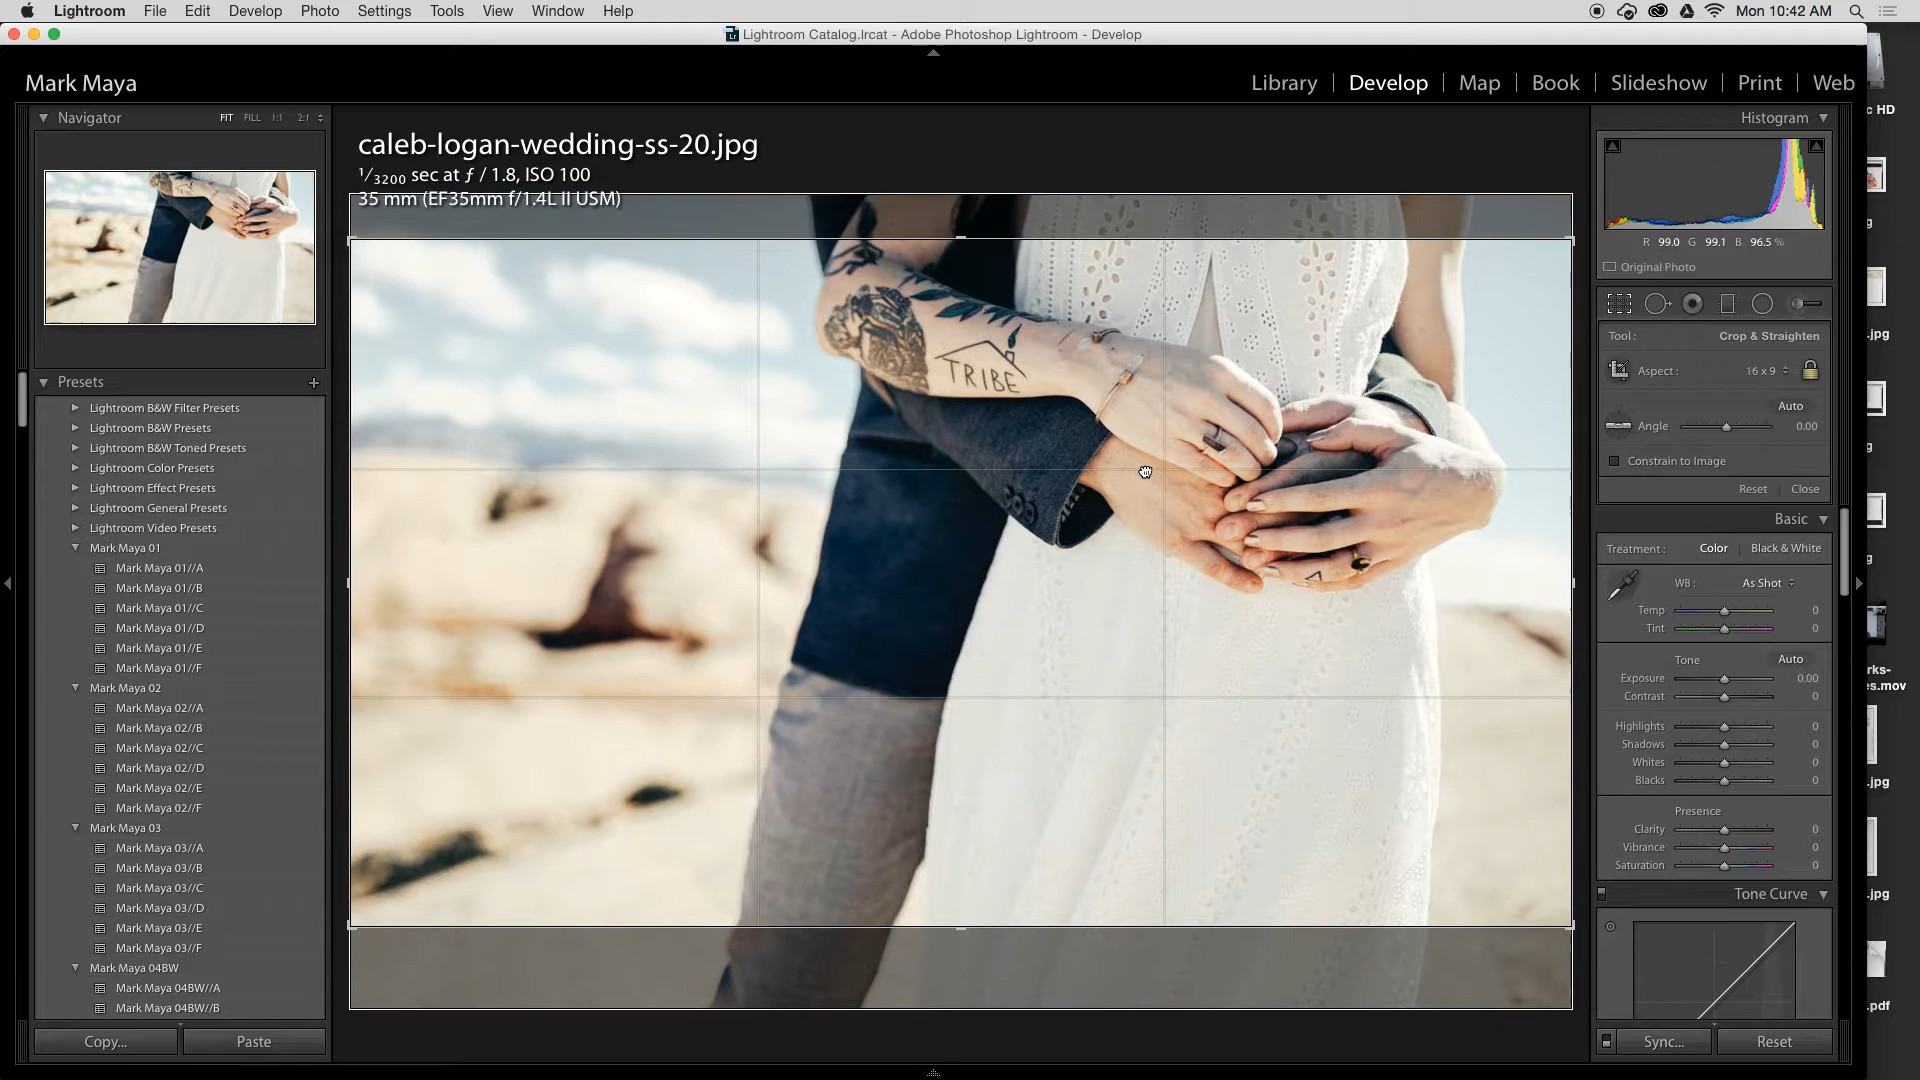 Lightroom File Edit Develop Photo Settings Tools View Window Help Mon 10:42 AM
Lr Lightroom Catalog.lrcat - Adobe Photoshop Lightroom - Develop
Mark Maya
Library | Develop | Map | Book | Slideshow | Print | Web
Navigator FIT FILL 1:1 2:1
Presets +
Lightroom B&W Filter Presets
Lightroom B&W Presets
Lightroom B&W Toned Presets
Lightroom Color Presets
Lightroom Effect Presets
Lightroom General Presets
Lightroom Video Presets
Mark Maya 01
Mark Maya 01//A
Mark Maya 01//B
Mark Maya 01//C
Mark Maya 01//D
Mark Maya 01//E
Mark Maya 01//F
Mark Maya 02
Mark Maya 02//A
Mark Maya 02//B
Mark Maya 02//C
Mark Maya 02//D
Mark Maya 02//E
Mark Maya 02//F
Mark Maya 03
Mark Maya 03//A
Mark Maya 03//B
Mark Maya 03//C
Mark Maya 03//D
Mark Maya 03//E
Mark Maya 03//F
Mark Maya 04BW
Mark Maya 04BW//A
Mark Maya 04BW//B
Copy... Paste
caleb-logan-wedding-ss-20.jpg
1/3200 sec at ƒ / 1.8, ISO 100
35 mm (EF35mm f/1.4L II USM)
TRIBE
Histogram
R 99.0 G 99.1 B 96.5 %
Original Photo
Tool : Crop & Straighten
Aspect : 16 x 9
Auto
Angle 0.00
Constrain to Image
Reset | Close
Basic
Treatment : Color | Black & White
WB : As Shot
Temp 0
Tint 0
Tone Auto
Exposure 0.00
Contrast 0
Highlights 0
Shadows 0
Whites 0
Blacks 0
Presence
Clarity 0
Vibrance 0
Saturation 0
Tone Curve
Sync... Reset
c HD
g
.jpg
g
.jpg
g
rks-
es.mov
.jpg
.jpg
.pdf